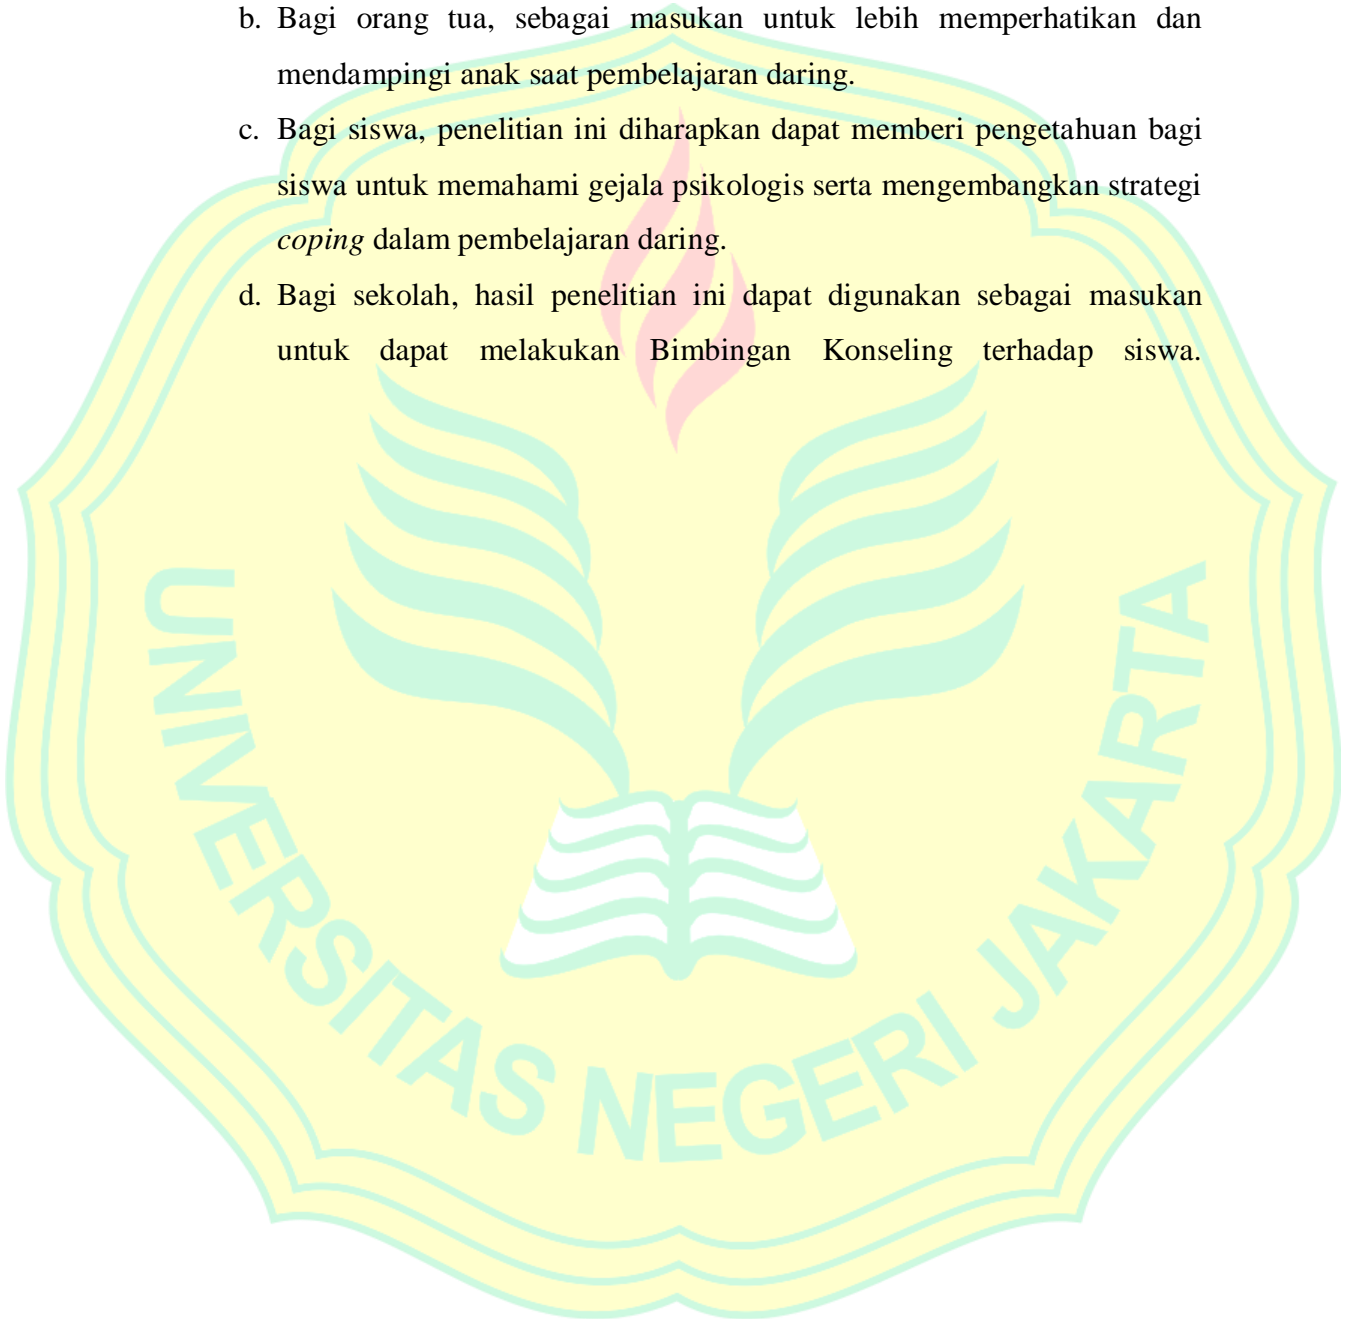 b. Bagi orang tua, sebagai masukan untuk lebih memperhatikan dan
mendampingi anak saat pembelajaran daring.
c. Bagi siswa, penelitian ini diharapkan dapat memberi pengetahuan bagi
siswa untuk memahami gejala psikologis serta mengembangkan strategi
coping dalam pembelajaran daring.
d. Bagi sekolah, hasil penelitian ini dapat digunakan sebagai masukan
untuk dapat melakukan Bimbingan Konseling terhadap siswa.
UNIVERSITAS NEGERI JAKARTA